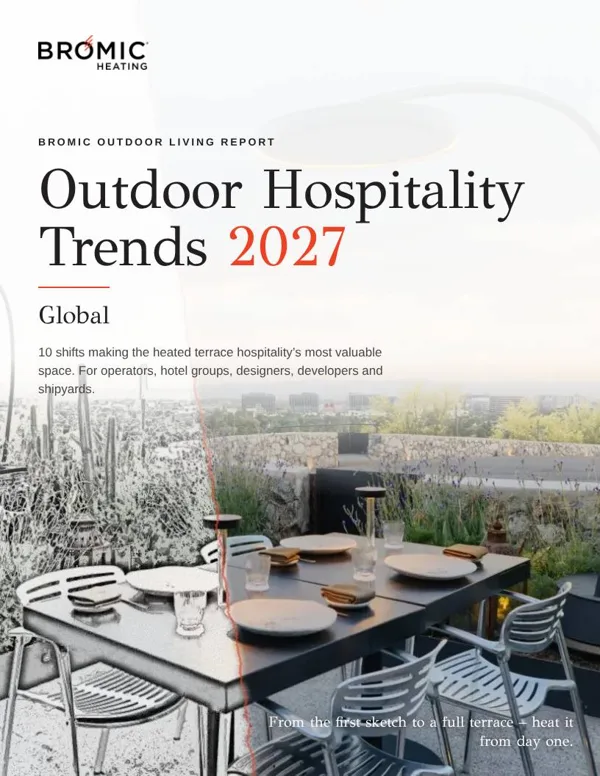 BROMIC
HEATING
BROMIC OUTDOOR LIVING REPORT
Outdoor Hospitality
Trends 2027
Global
10 shifts making the heated terrace hospitality's most valuable
space. For operators, hotel groups, designers, developers and
shipyards.
From the first sketch to a full terrace + heat it
from day one.